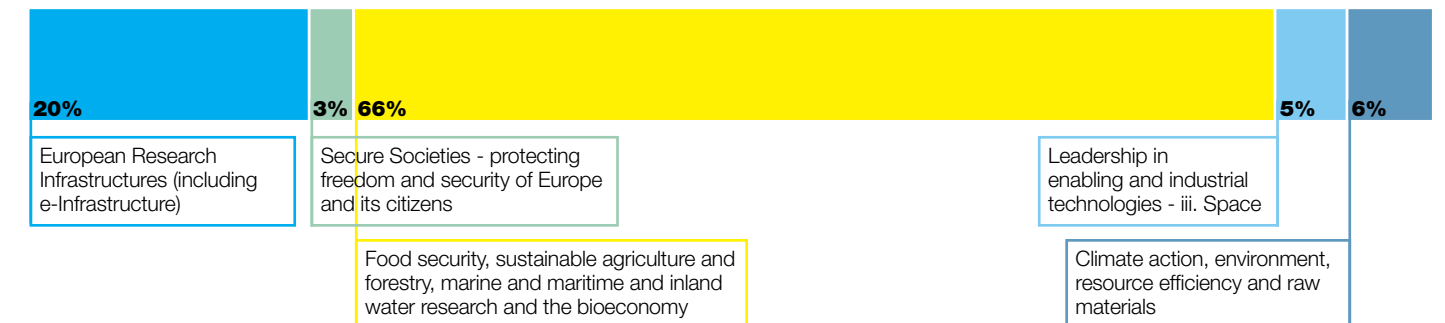 20%
3%
66%
5%
6%
European Research
Infrastructures (including
e-Infrastructure)
Secure Societies - protecting
freedom and security of Europe
and its citizens
Leadership in
enabling and industrial
technologies - iii. Space
Food security, sustainable agriculture and
forestry, marine and maritime and inland
water research and the bioeconomy
Climate action, environment,
resource efficiency and raw
materials